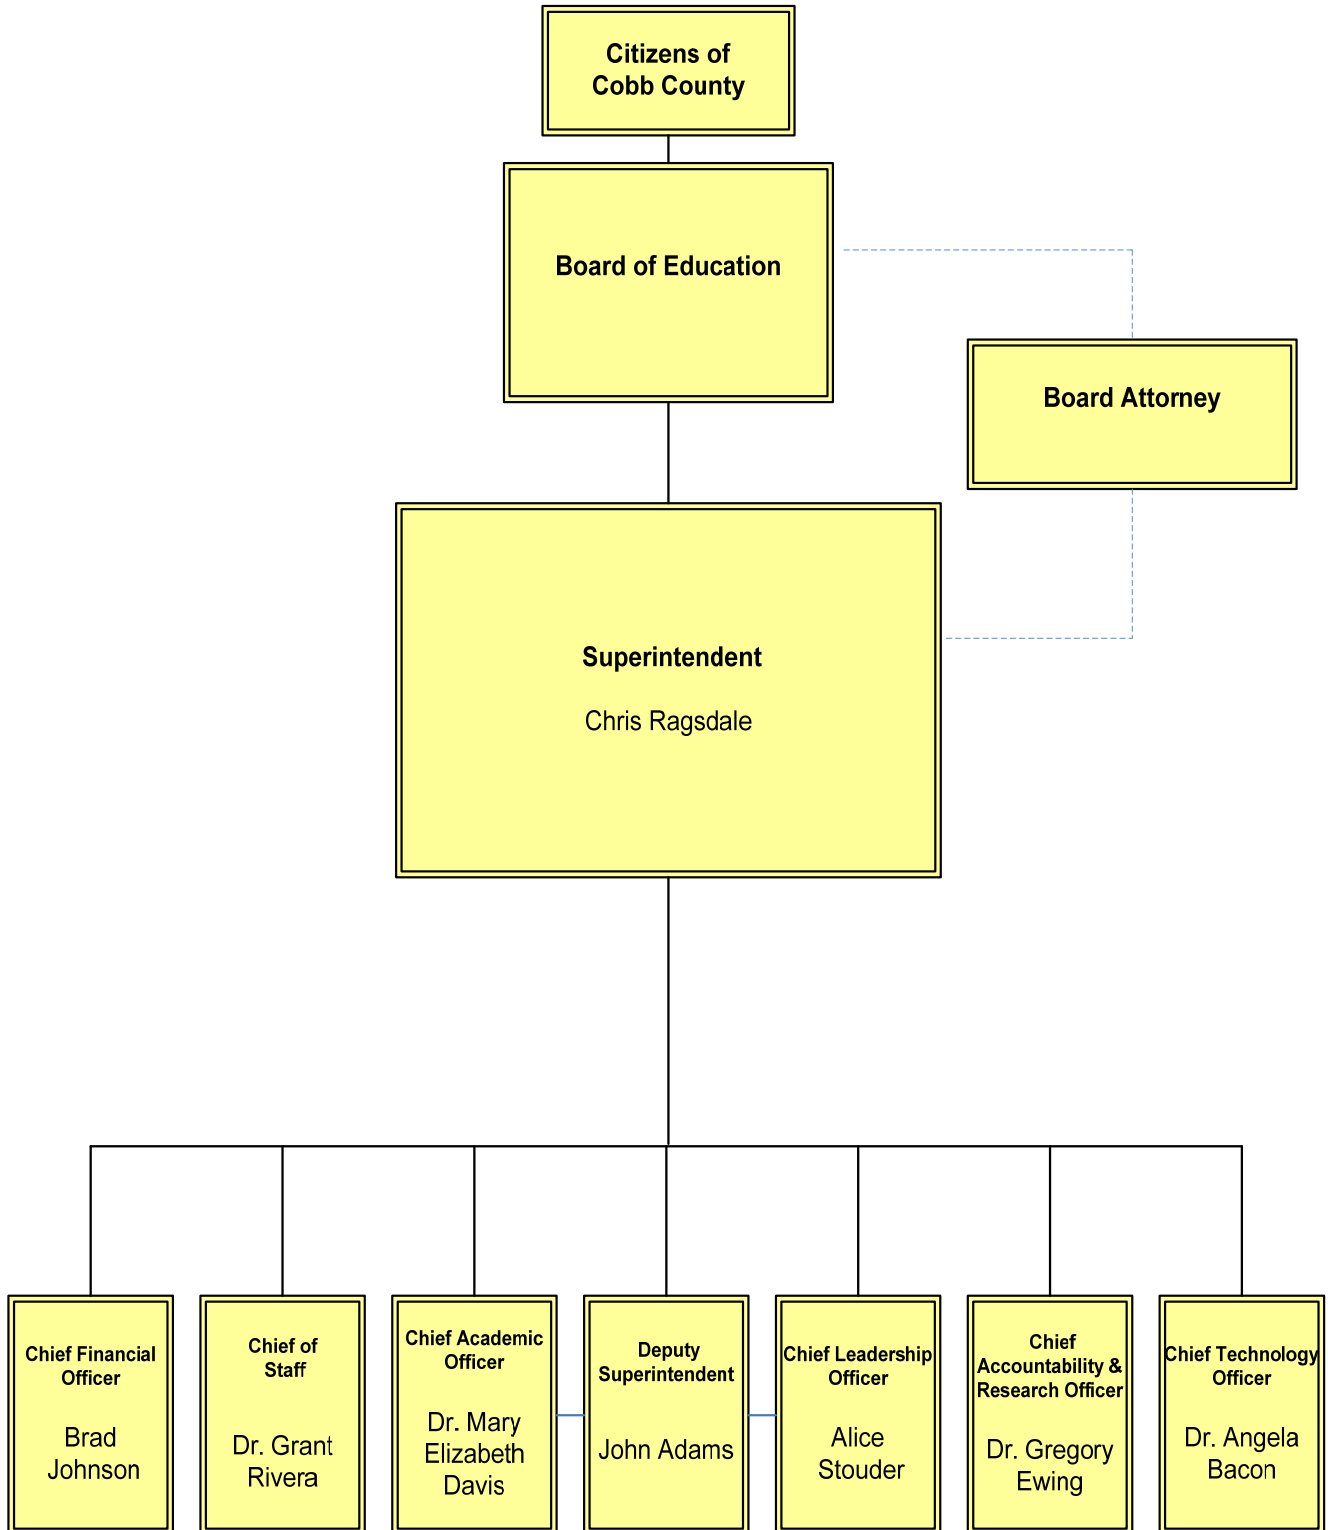 Citizens of
Cobb County
Board of Education
Board Attorney
Superintendent
Chris Ragsdale
Chief Financial
Officer
Brad
Johnson
Chief of
Staff
Dr. Grant
Rivera
Chief Academic
Officer
Dr. Mary
Elizabeth
Davis
Deputy
Superintendent
John Adams
Chief Leadership
Officer
Alice
Stouder
Chief
Accountability &
Research Officer
Dr. Gregory
Ewing
Chief Technology
Officer
Dr. Angela
Bacon